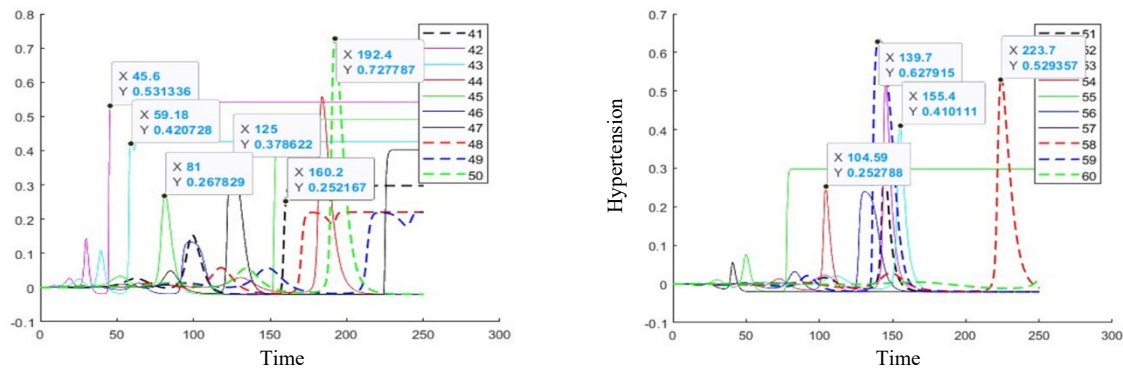 0.8
0.7
0.6
0.5
0.4
0.3
0.2
0.1
0
-0.1
0 50 100 150 200 250 300
Time
X 45.6
Y 0.531336
X 59.18
Y 0.420728
X 81
Y 0.267829
X 125
Y 0.378622
X 160.2
Y 0.252167
X 192.4
Y 0.727787
41
42
43
44
45
46
47
48
49
50
Hypertension
0.7
0.6
0.5
0.4
0.3
0.2
0.1
0
-0.1
0 50 100 150 200 250 300
Time
X 104.59
Y 0.252788
X 139.7
Y 0.627915
X 155.4
Y 0.410111
X 223.7
Y 0.529357
51
52
53
54
55
56
57
58
59
60